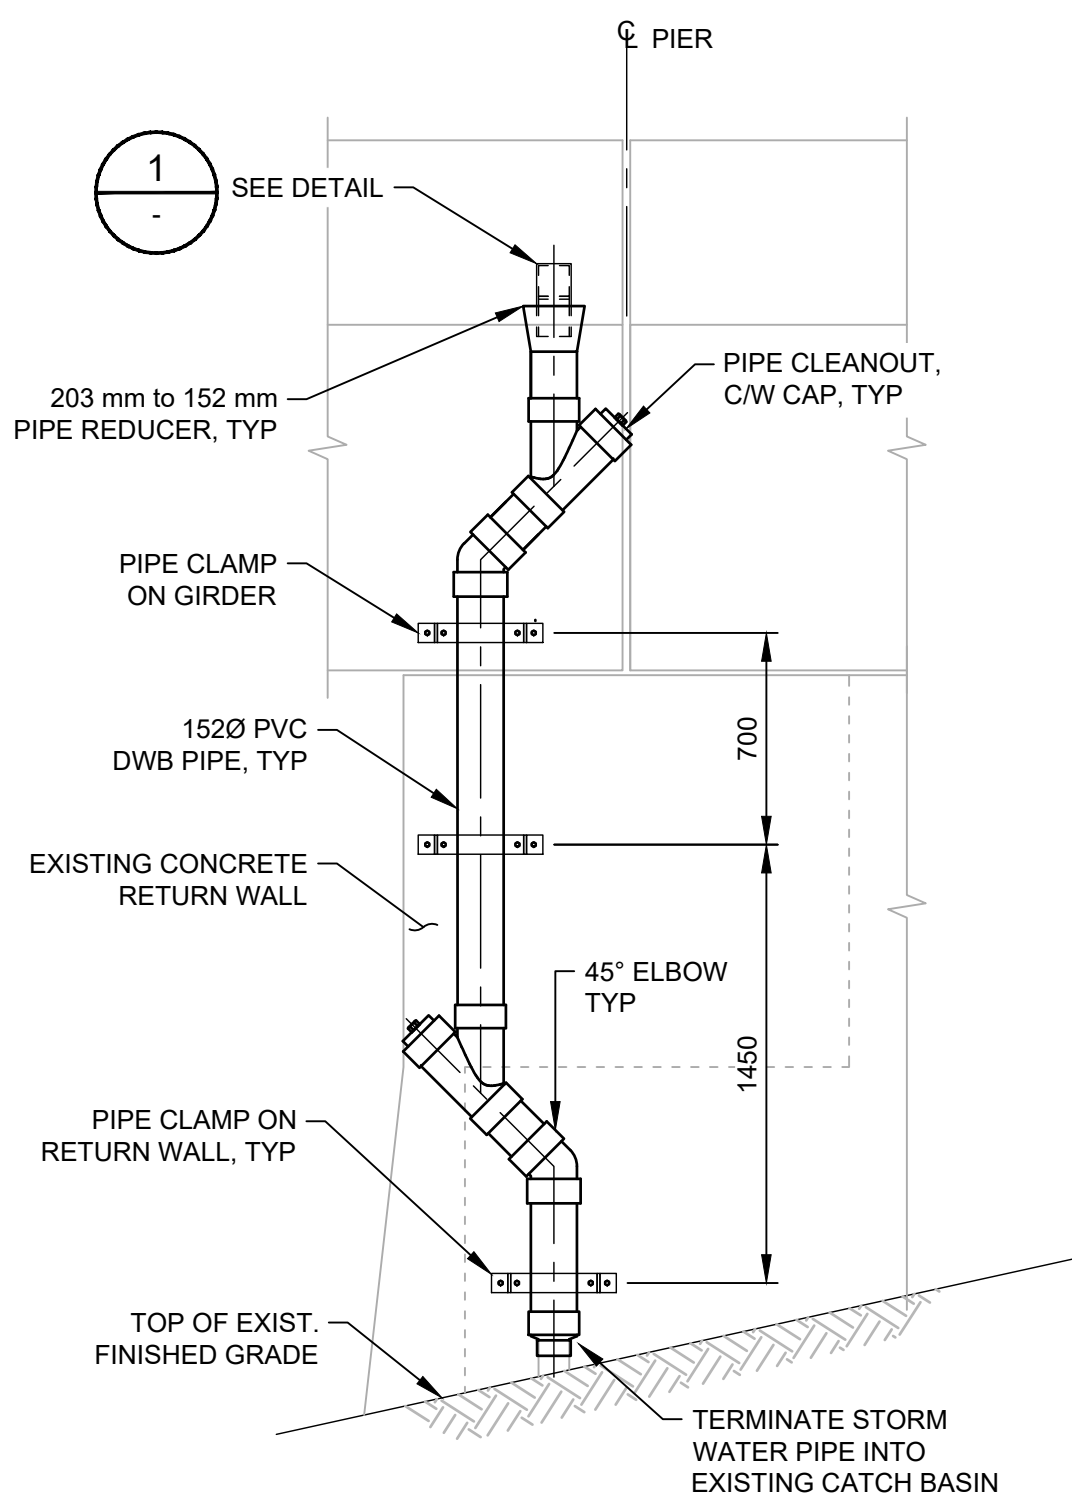 ℄ PIER
1
-
SEE DETAIL
203 mm to 152 mm
PIPE REDUCER, TYP
PIPE CLEANOUT,
C/W CAP, TYP
PIPE CLAMP
ON GIRDER
152Ø PVC
DWB PIPE, TYP
700
EXISTING CONCRETE
RETURN WALL
45° ELBOW
TYP
1450
PIPE CLAMP ON
RETURN WALL, TYP
TOP OF EXIST.
FINISHED GRADE
TERMINATE STORM
WATER PIPE INTO
EXISTING CATCH BASIN